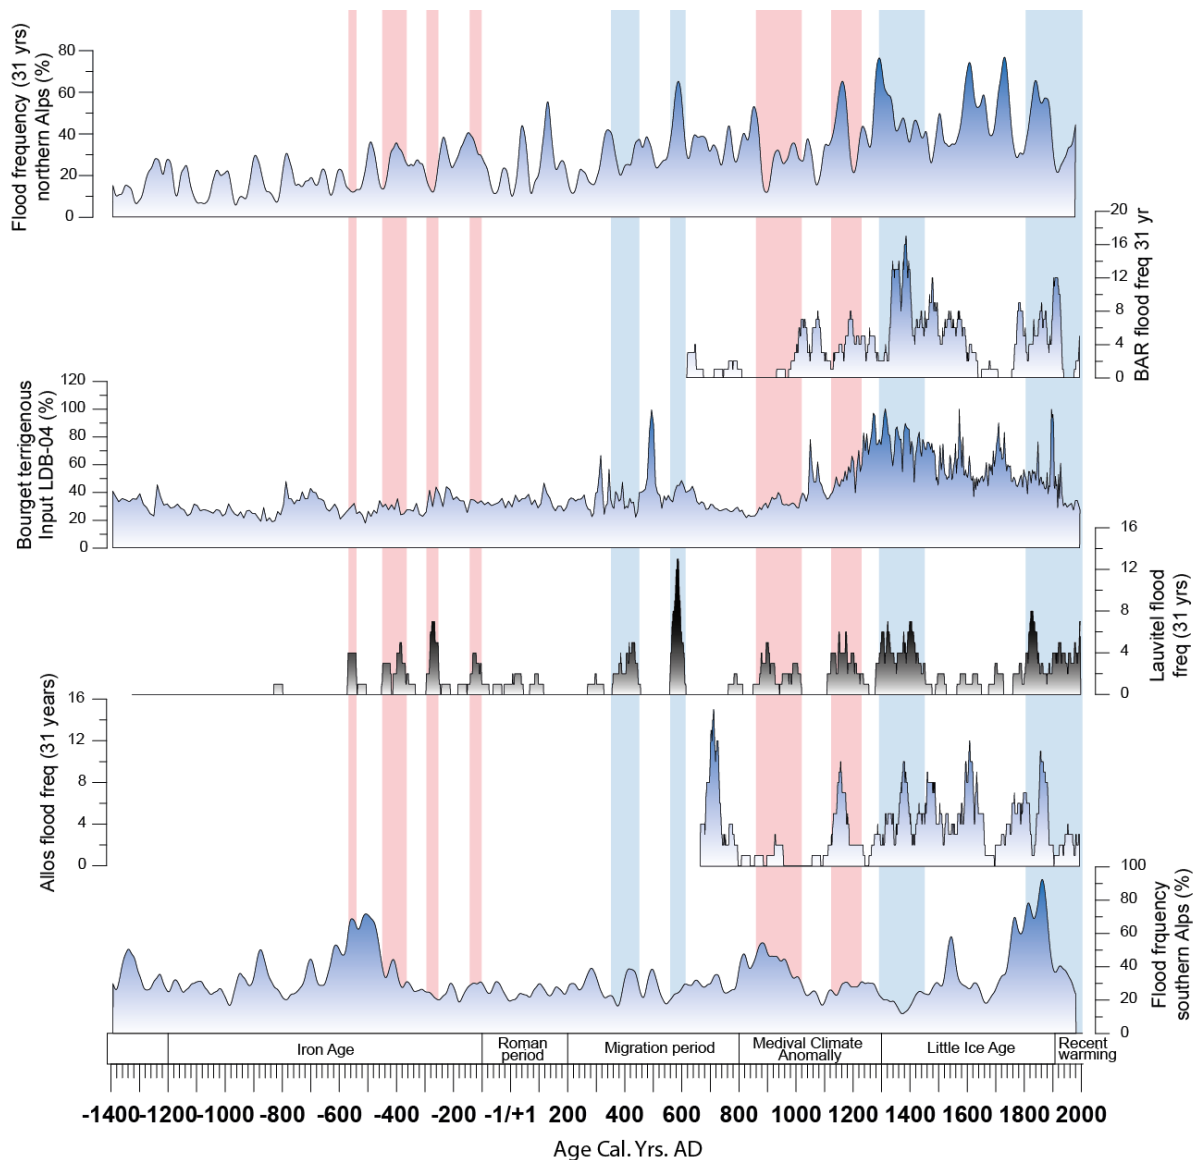 Flood frequency (31 yrs)
northern Alps (%)
80
60
40
20
0
20
16
12
8
4
0
BAR flood freq 31 yr
Bourget terrigenous
Input LDB-04 (%)
120
100
80
60
40
20
0
16
12
8
4
0
Lauvitel flood
freq (31 yrs)
Allos flood freq (31 years)
16
12
8
4
0
100
80
60
40
20
0
Flood frquency
southern Alps (%)
Iron Age
Roman
period
Migration period
Medival Climate
Anomally
Little Ice Age
Recent
warming
-1400 -1200 -1000 -800 -600 -400 -200 -1/+1 200 400 600 800 1000 1200 1400 1600 1800 2000
Age Cal. Yrs. AD